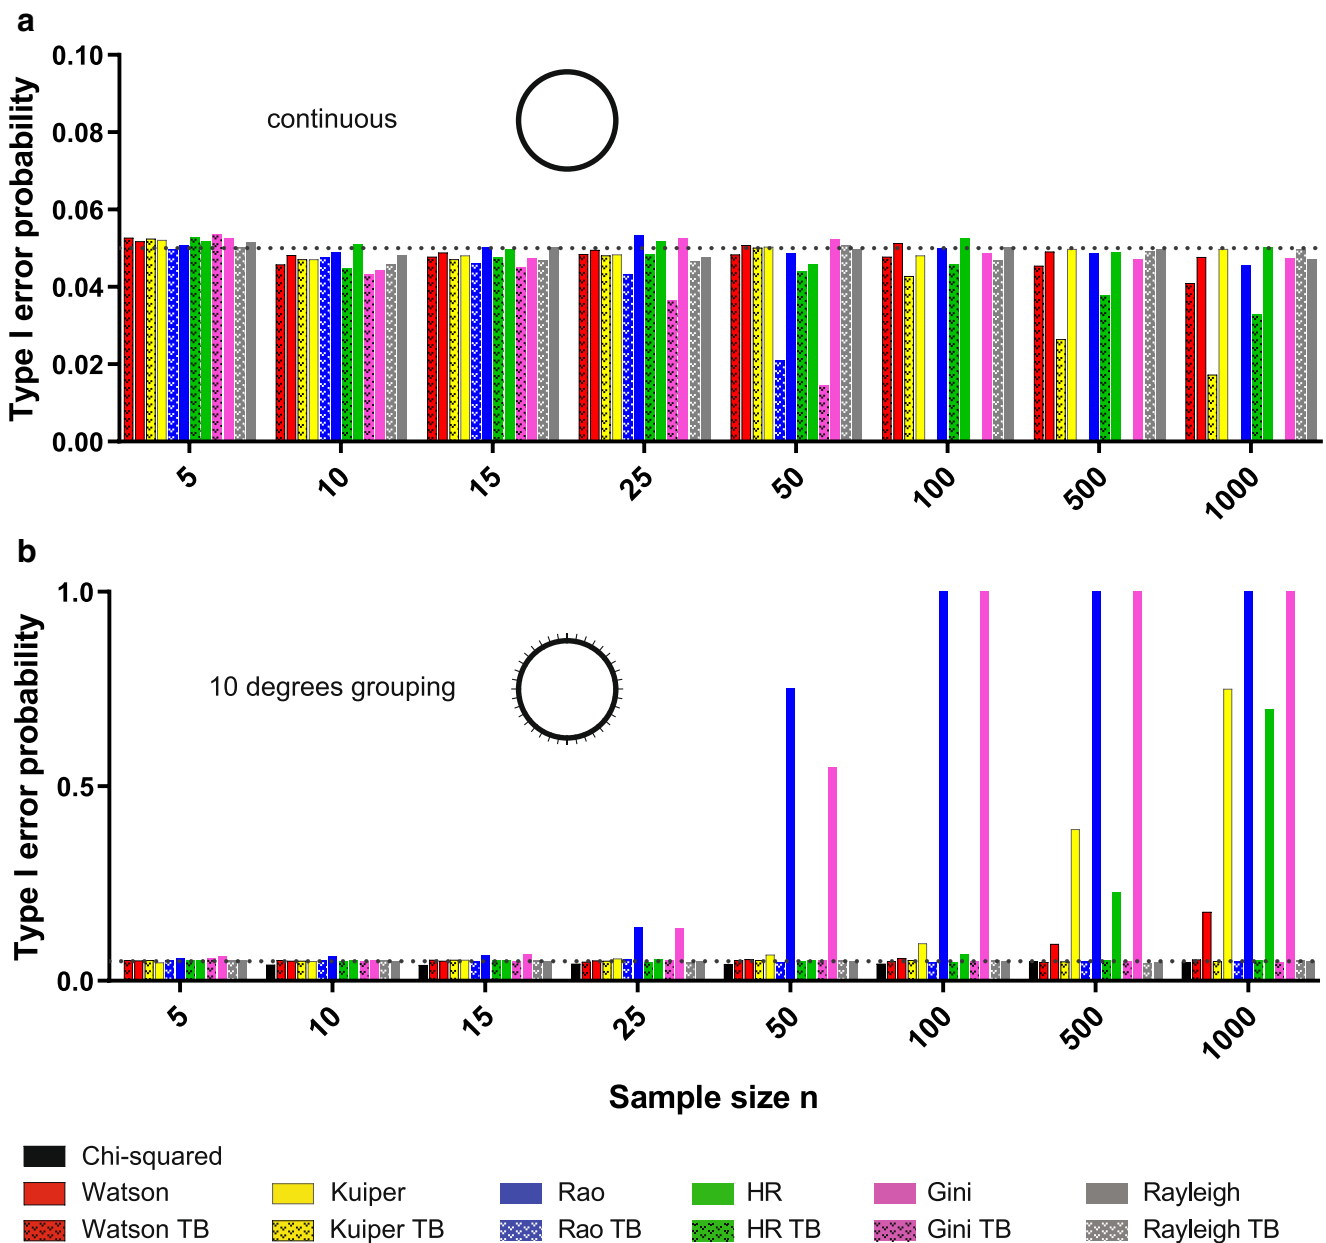 a
Type I error probability
0.10
0.08
0.06
0.04
0.02
0.00
continuous
5 10 15 25 50 100 500 1000
b
Type I error probability
1.0
0.5
0.0
10 degrees grouping
5 10 15 25 50 100 500 1000
Sample size n
Chi-squared
Watson Kuiper Rao HR Gini Rayleigh
Watson TB Kuiper TB Rao TB HR TB Gini TB Rayleigh TB